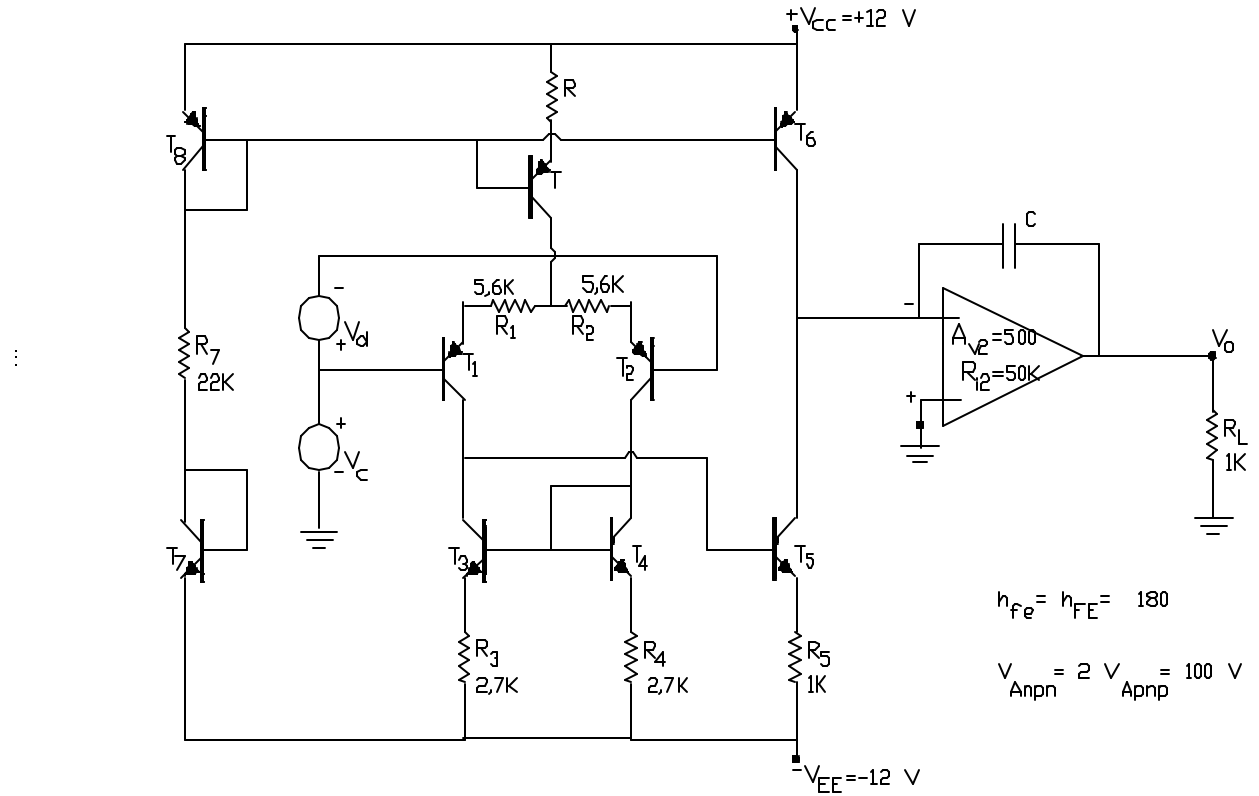 +VCC=+12 V
R
T8
T6
T
C
5,6K
5,6K
R1
R2
Vd
-
+
T1
T2
R7
22K
-
AV2=500
Ri2=50K
+
Vo
RL
1K
+
Vc
-
T7
T3
T4
T5
hfe= hFE= 180
R3
2,7K
R4
2,7K
R5
1K
VAnpn= 2 VApnp= 100 V
-VEE=-12 V